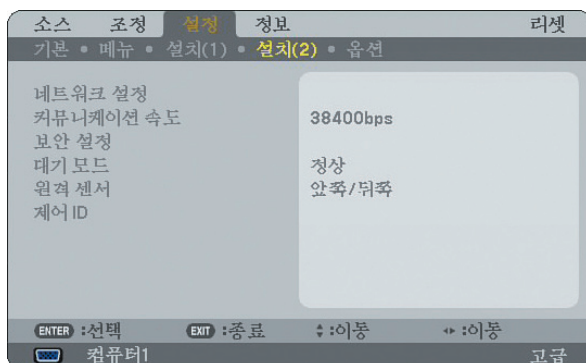 소스 조정 설정 정보 리셋
기본 • 메뉴 • 설치(1) • 설치(2) • 옵션
네트워크 설정
커뮤니케이션 속도 38400bps
보안 설정
대기 모드 정상
원격 센서 앞쪽/뒤쪽
제어 ID
ENTER :선택 EXIT :종료 :이동 :이동
컴퓨터1 고급